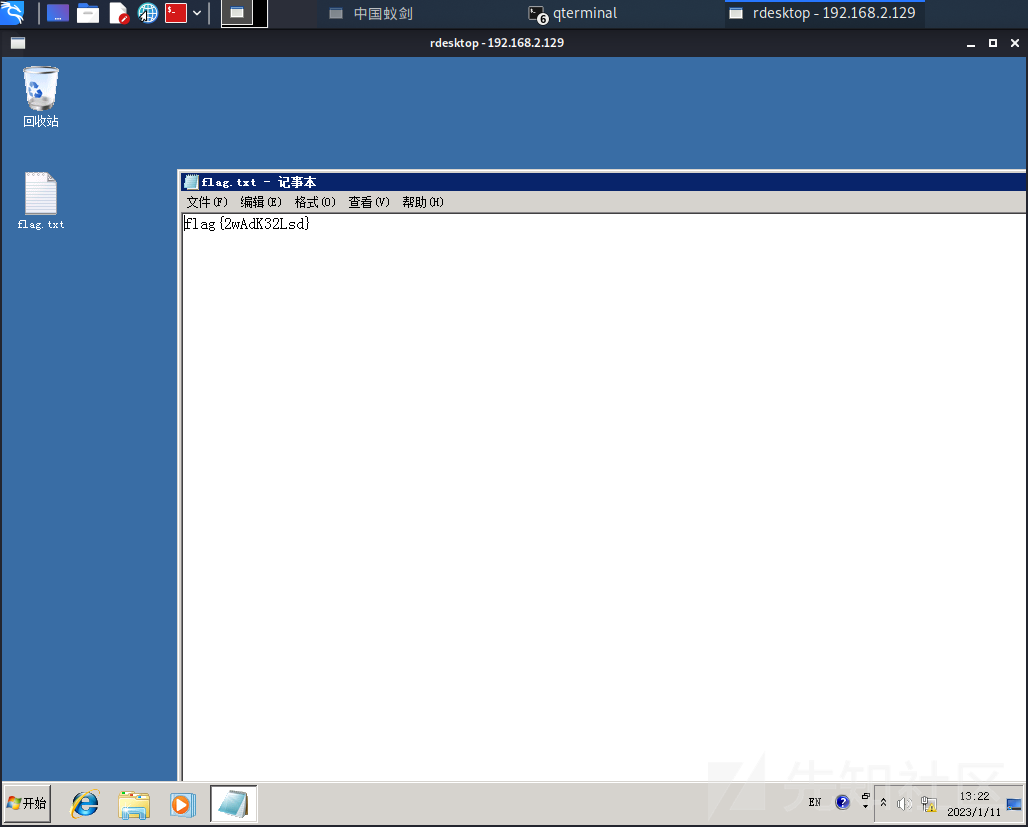 中国蚁剑
6 qterminal
rdesktop - 192.168.2.129
rdesktop - 192.168.2.129
回收站
flag.txt
flag.txt - 记事本
文件(F) 编辑(E) 格式(O) 查看(V) 帮助(H)
flag{2wAdK32Lsd}
先知社区
开始
EN
13:22
2023/1/11